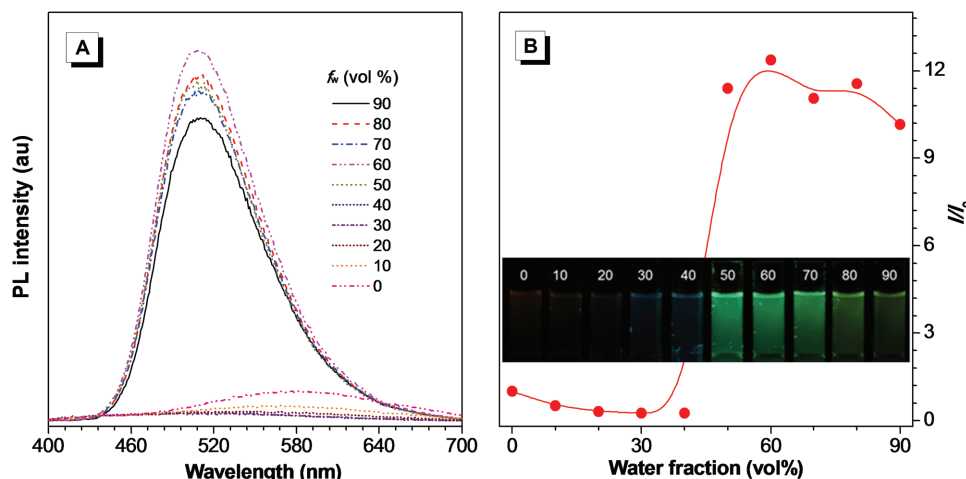 A
f_w (vol %)
90
80
70
60
50
40
30
20
10
0
PL intensity (au)
400 460 520 580 640 700
Wavelength (nm)
B
12
9
6
3
0
I/I₀
0 10 20 30 40 50 60 70 80 90
0 30 60 90
Water fraction (vol%)